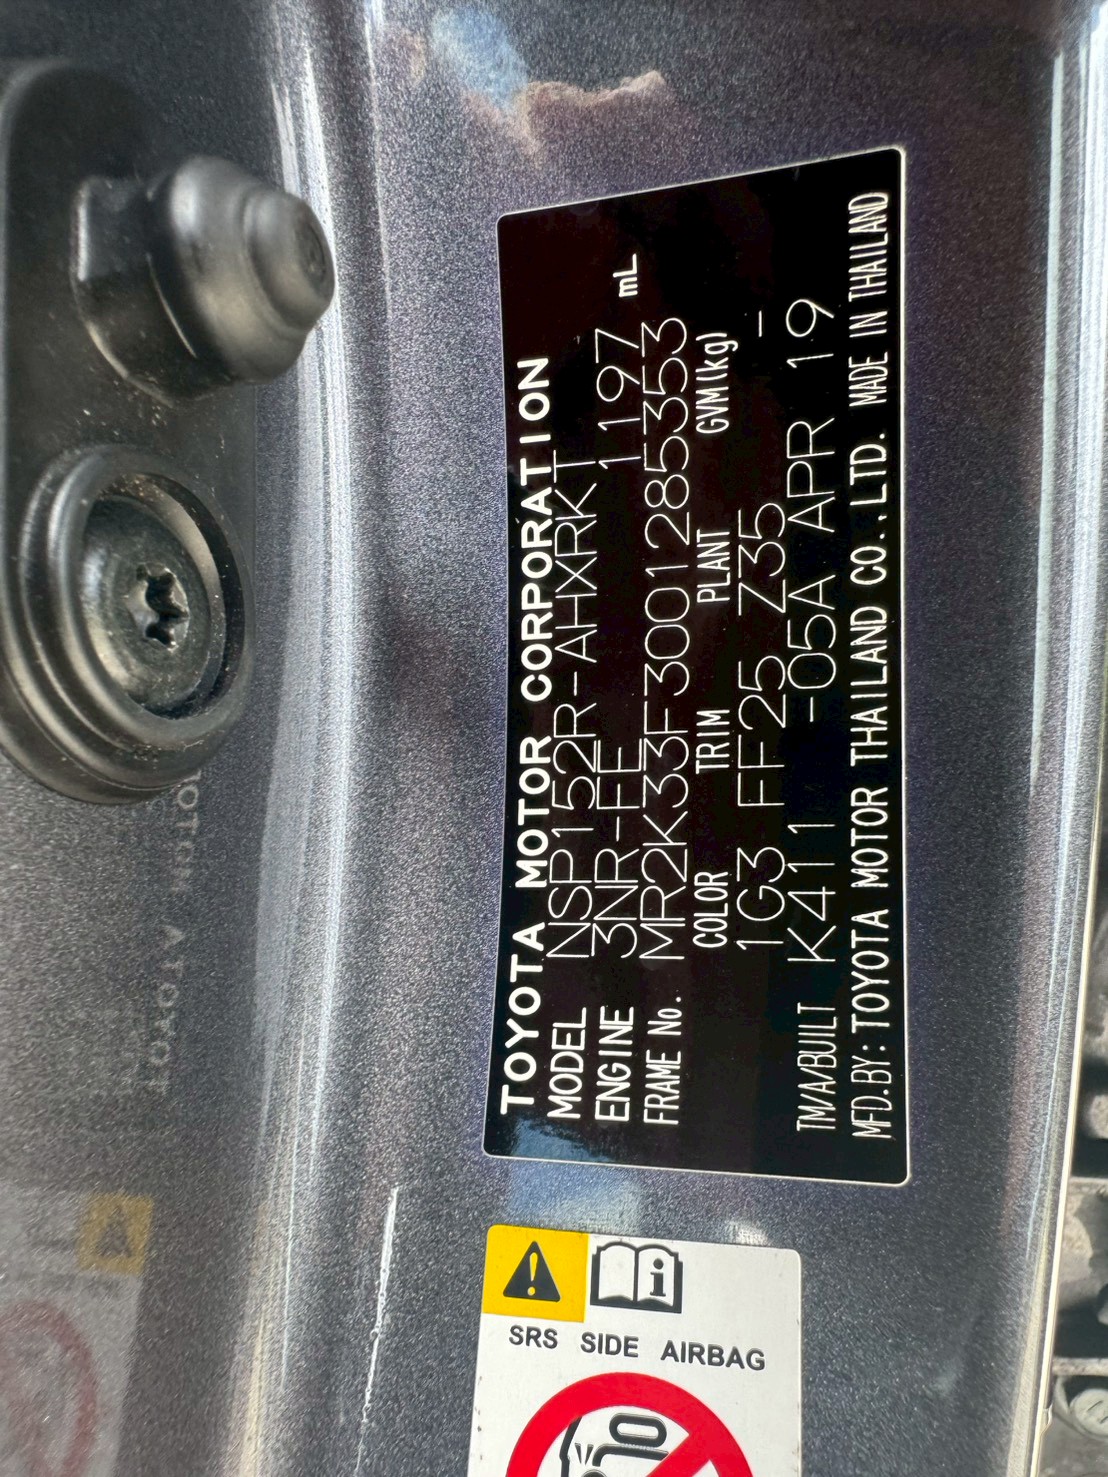 TOYOTA MOTOR CORPORATION
MODEL NSP152R-AHXRKT
ENGINE 3NR-FE 1197 mL
FRAME No. MR2K33FF3001285353
COLOR TRIM PLANT GVM(kg)
1G3 FF25 Z35 -
TM/A/BUILT K411 -05A APR 19
MFD.BY: TOYOTA MOTOR THAILAND CO.,LTD. MADE IN THAILAND
SRS SIDE AIRBAG